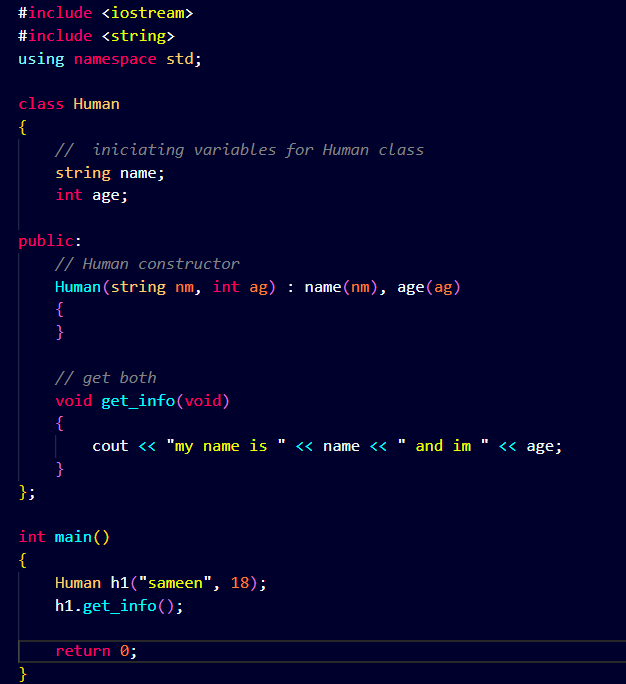 #include <iostream>
#include <string>
using namespace std;
class Human
{
//  iniciating variables for Human class
string name;
int age;
public:
// Human constructor
Human(string nm, int ag) : name(nm), age(ag)
{
}
// get both
void get_info(void)
{
cout << "my name is " << name << " and im " << age;
}
};
int main()
{
Human h1("sameen", 18);
h1.get_info();
return 0;
}